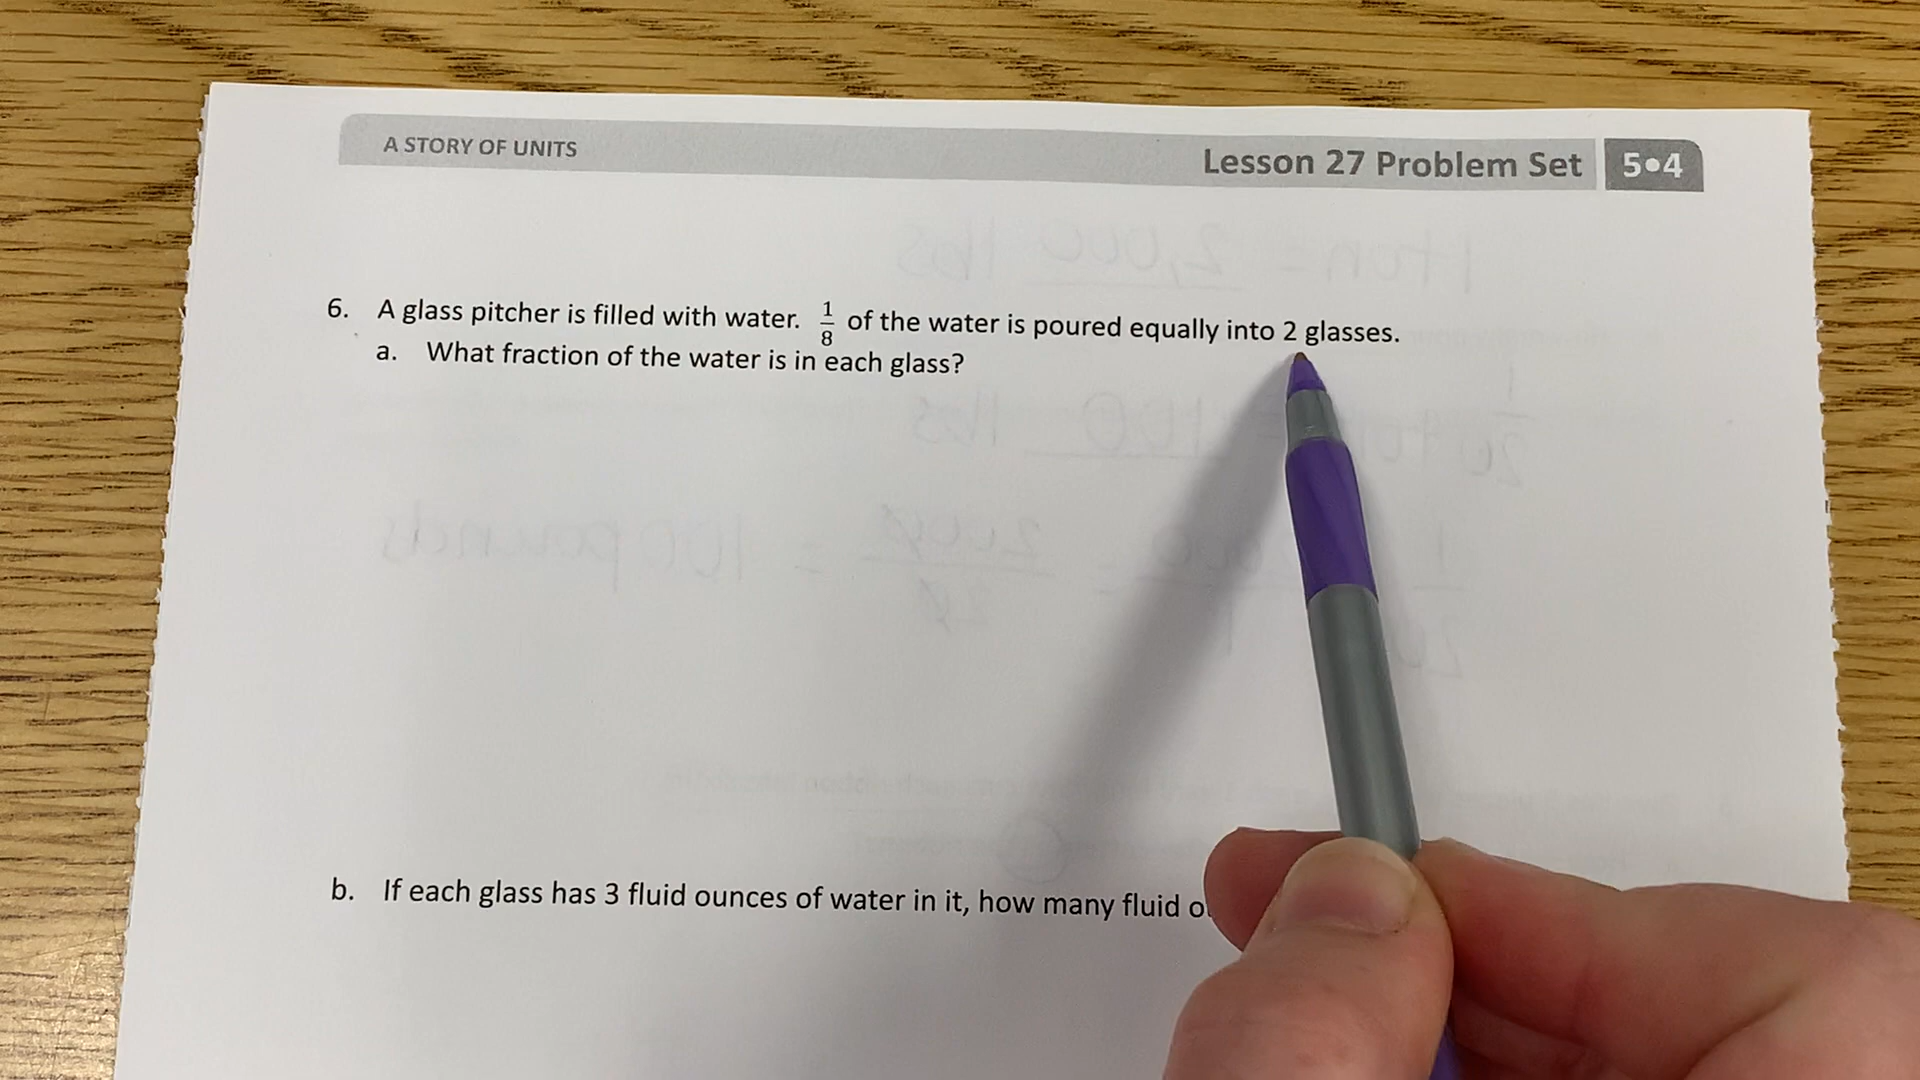 A STORY OF UNITS
Lesson 27 Problem Set 5•4
6. A glass pitcher is filled with water. 1/8 of the water is poured equally into 2 glasses.
a. What fraction of the water is in each glass?
b. If each glass has 3 fluid ounces of water in it, how many fluid